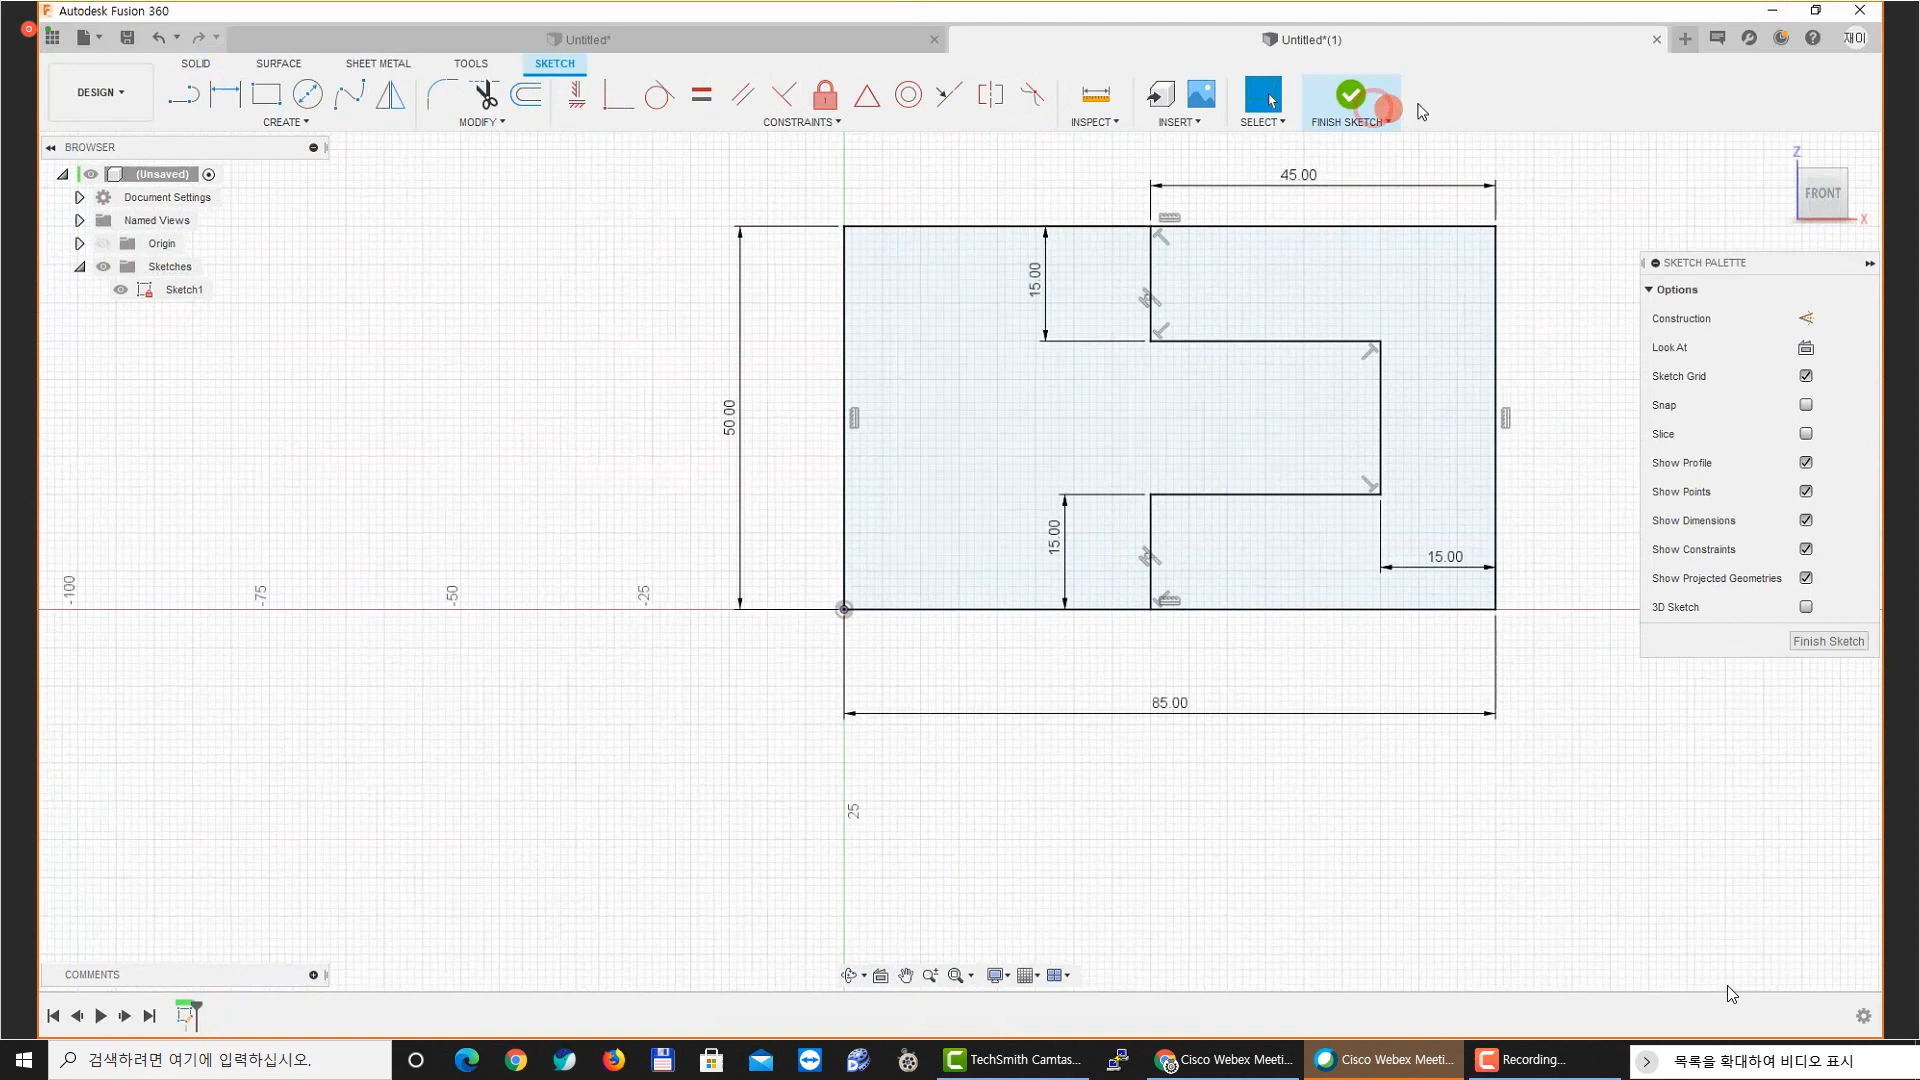 Autodesk Fusion 360
Untitled*
Untitled*(1)
재이
SOLID
SURFACE
SHEET METAL
TOOLS
SKETCH
DESIGN
CREATE
MODIFY
CONSTRAINTS
INSPECT
INSERT
SELECT
FINISH SKETCH
BROWSER
(Unsaved)
Document Settings
Named Views
Origin
Sketches
Sketch1
45.00
15.00
50.00
15.00
15.00
85.00
-100
-75
-50
-25
25
Z
FRONT
X
SKETCH PALETTE
Options
Construction
Look At
Sketch Grid
Snap
Slice
Show Profile
Show Points
Show Dimensions
Show Constraints
Show Projected Geometries
3D Sketch
Finish Sketch
COMMENTS
검색하려면 여기에 입력하십시오.
TechSmith Camtas...
Cisco Webex Meeti...
Cisco Webex Meeti...
Recording...
목록을 확대하여 비디오 표시